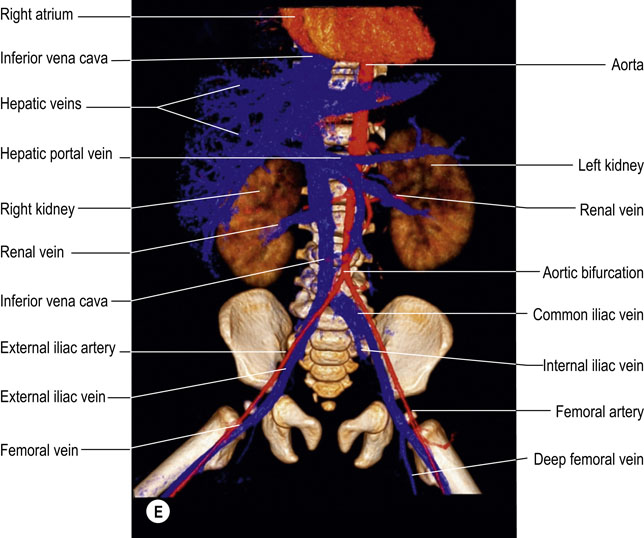 Right atrium
Inferior vena cava
Hepatic veins
Hepatic portal vein
Right kidney
Renal vein
Inferior vena cava
External iliac artery
External iliac vein
Femoral vein
Aorta
Left kidney
Renal vein
Aortic bifurcation
Common iliac vein
Internal iliac vein
Femoral artery
Deep femoral vein
E